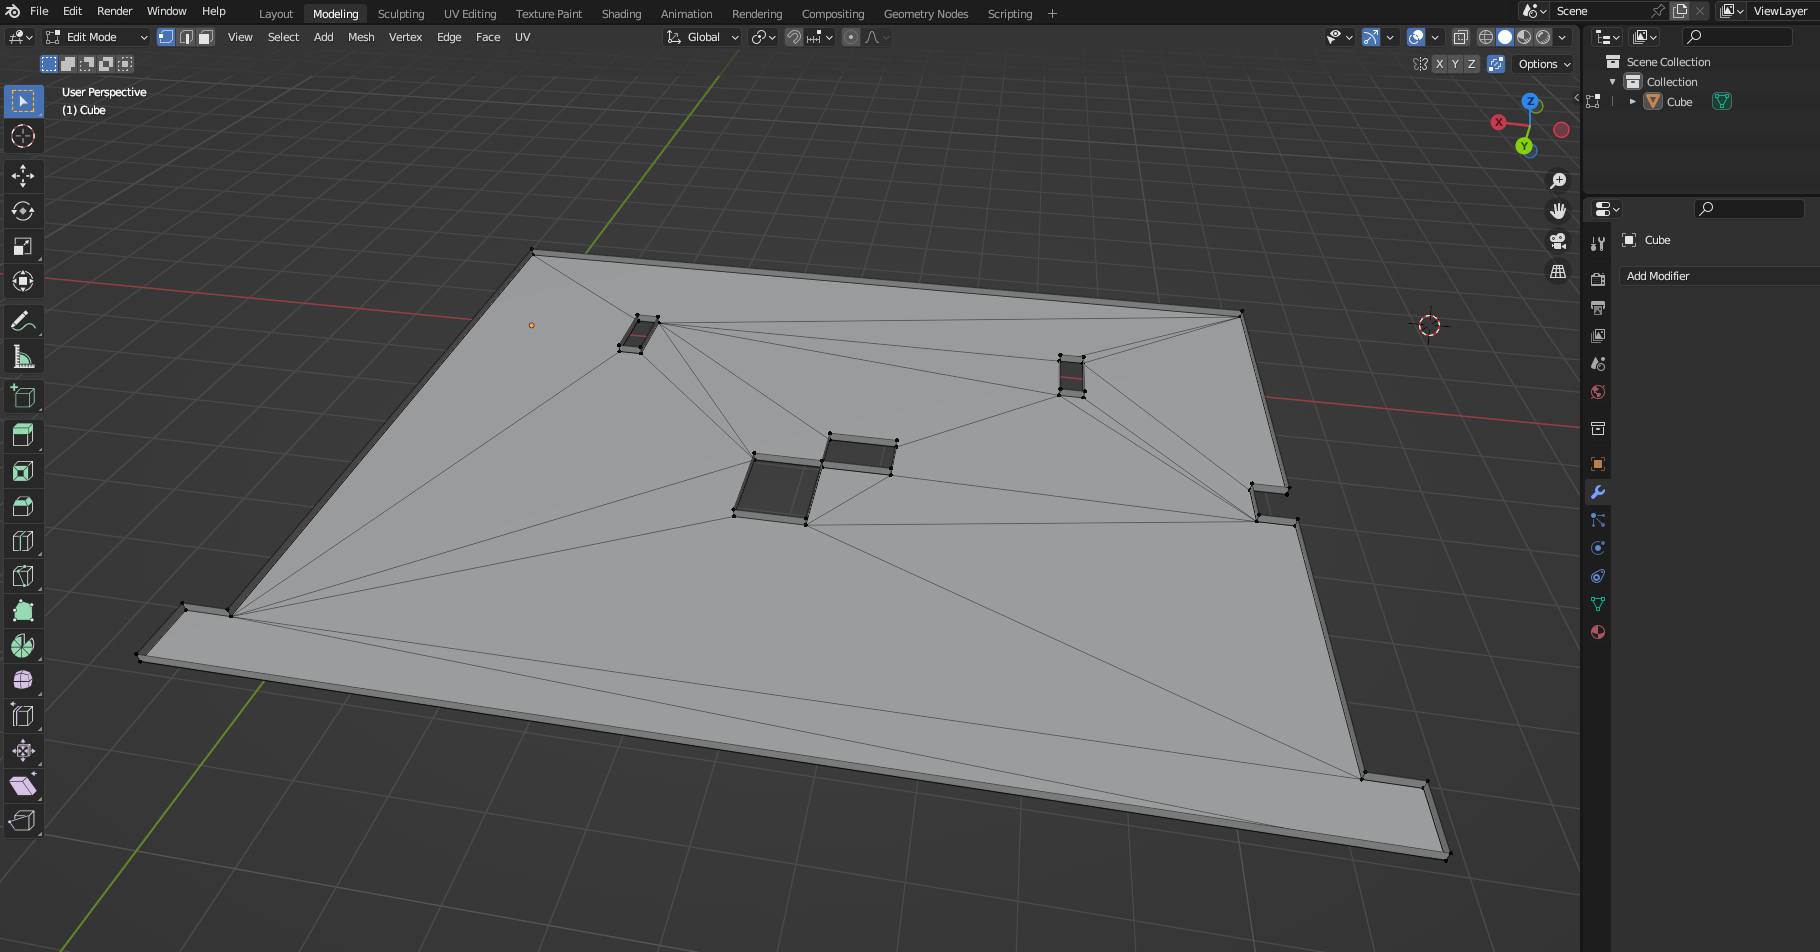 File Edit Render Window Help Layout Modeling Sculpting UV Editing Texture Paint Shading Animation Rendering Compositing Geometry Nodes Scripting + Scene ViewLayer
Edit Mode View Select Add Mesh Vertex Edge Face UV Global
X Y Z Options
User Perspective
(1) Cube
Z
X
Y
Scene Collection
Collection
Cube
Cube
Add Modifier